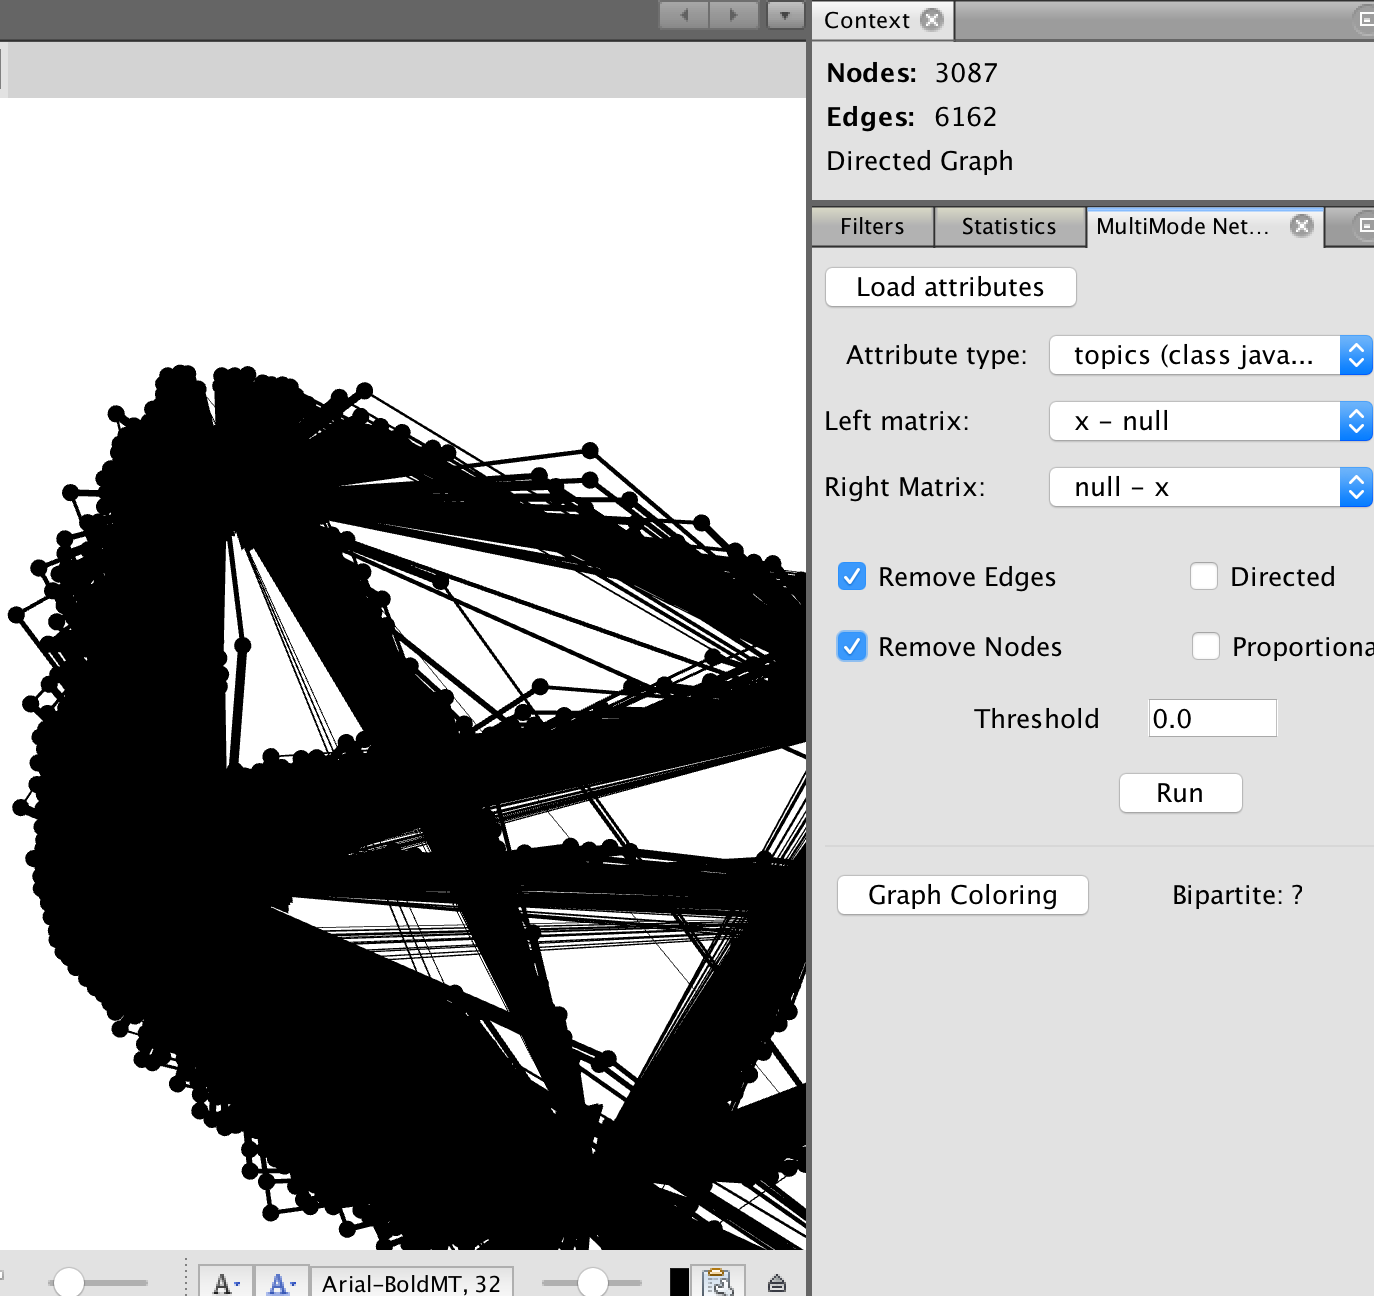 Context
Nodes: 3087
Edges: 6162
Directed Graph
Filters Statistics MultiMode Net...
Load attributes
Attribute type: topics (class java...
Left matrix: x - null
Right Matrix: null - x
Remove Edges Directed
Remove Nodes Proportiona
Threshold 0.0
Run
Graph Coloring Bipartite: ?
A A Arial-BoldMT, 32